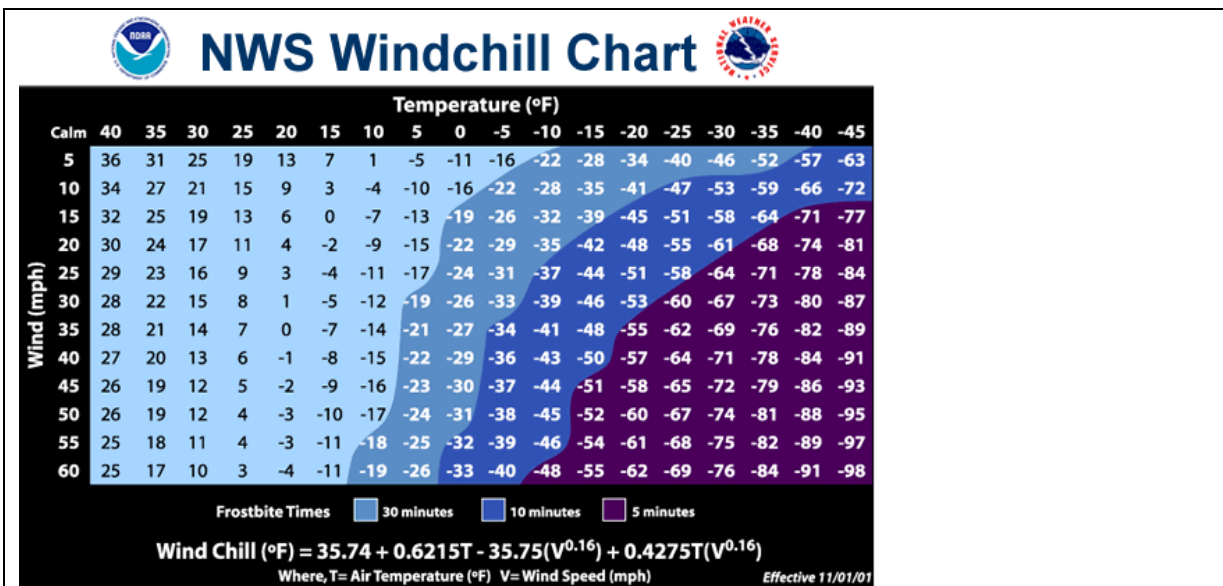 NOAA
NWS Windchill Chart
NATIONAL WEATHER SERVICE
Temperature (ºF)
Calm 40 35 30 25 20 15 10 5 0 -5 -10 -15 -20 -25 -30 -35 -40 -45
Wind (mph)
5 36 31 25 19 13 7 1 -5 -11 -16 -22 -28 -34 -40 -46 -52 -57 -63
10 34 27 21 15 9 3 -4 -10 -16 -22 -28 -35 -41 -47 -53 -59 -66 -72
15 32 25 19 13 6 0 -7 -13 -19 -26 -32 -39 -45 -51 -58 -64 -71 -77
20 30 24 17 11 4 -2 -9 -15 -22 -29 -35 -42 -48 -55 -61 -68 -74 -81
25 29 23 16 9 3 -4 -11 -17 -24 -31 -37 -44 -51 -58 -64 -71 -78 -84
30 28 22 15 8 1 -5 -12 -19 -26 -33 -39 -46 -53 -60 -67 -73 -80 -87
35 28 21 14 7 0 -7 -14 -21 -27 -34 -41 -48 -55 -62 -69 -76 -82 -89
40 27 20 13 6 -1 -8 -15 -22 -29 -36 -43 -50 -57 -64 -71 -78 -84 -91
45 26 19 12 5 -2 -9 -16 -23 -30 -37 -44 -51 -58 -65 -72 -79 -86 -93
50 26 19 12 4 -3 -10 -17 -24 -31 -38 -45 -52 -60 -67 -74 -81 -88 -95
55 25 18 11 4 -3 -11 -18 -25 -32 -39 -46 -54 -61 -68 -75 -82 -89 -97
60 25 17 10 3 -4 -11 -19 -26 -33 -40 -48 -55 -62 -69 -76 -84 -91 -98
Frostbite Times 30 minutes 10 minutes 5 minutes
Wind Chill (ºF) = 35.74 + 0.6215T - 35.75(V^0.16) + 0.4275T(V^0.16)
Where, T= Air Temperature (ºF) V= Wind Speed (mph) Effective 11/01/01